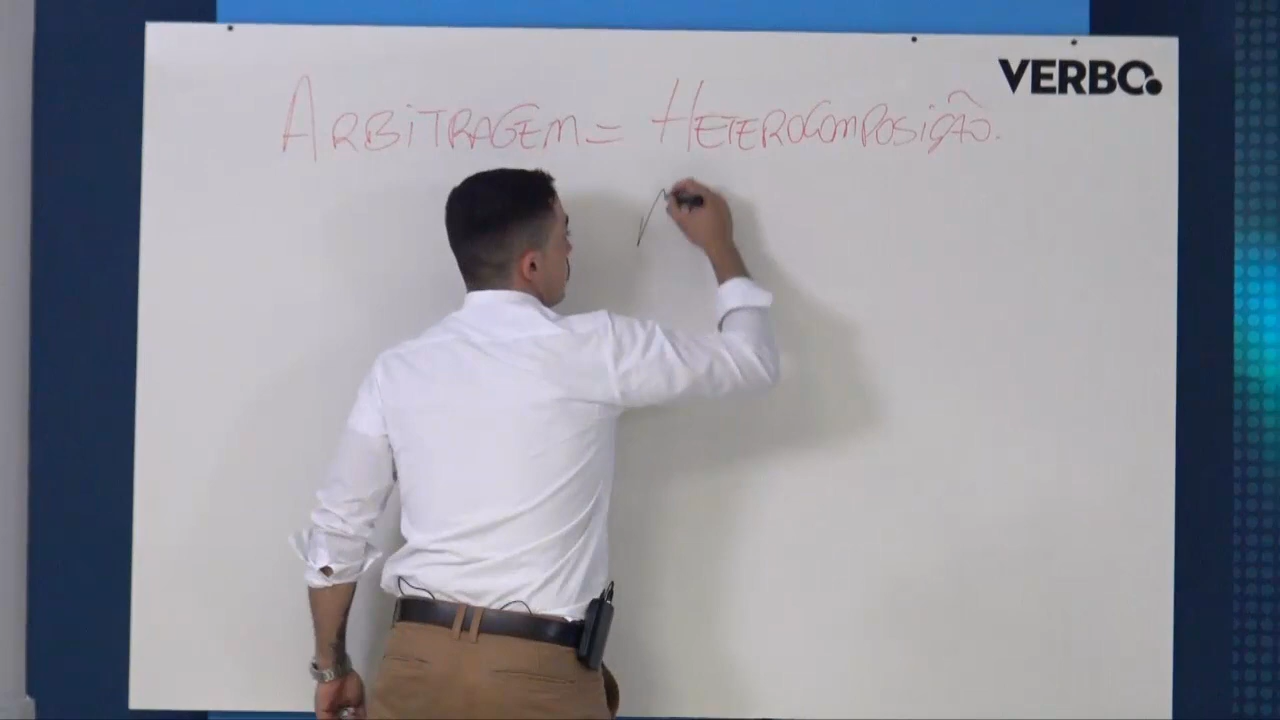 VERBO.
ARBITRAGEM = HETEROCOMPOSIÇÃO.